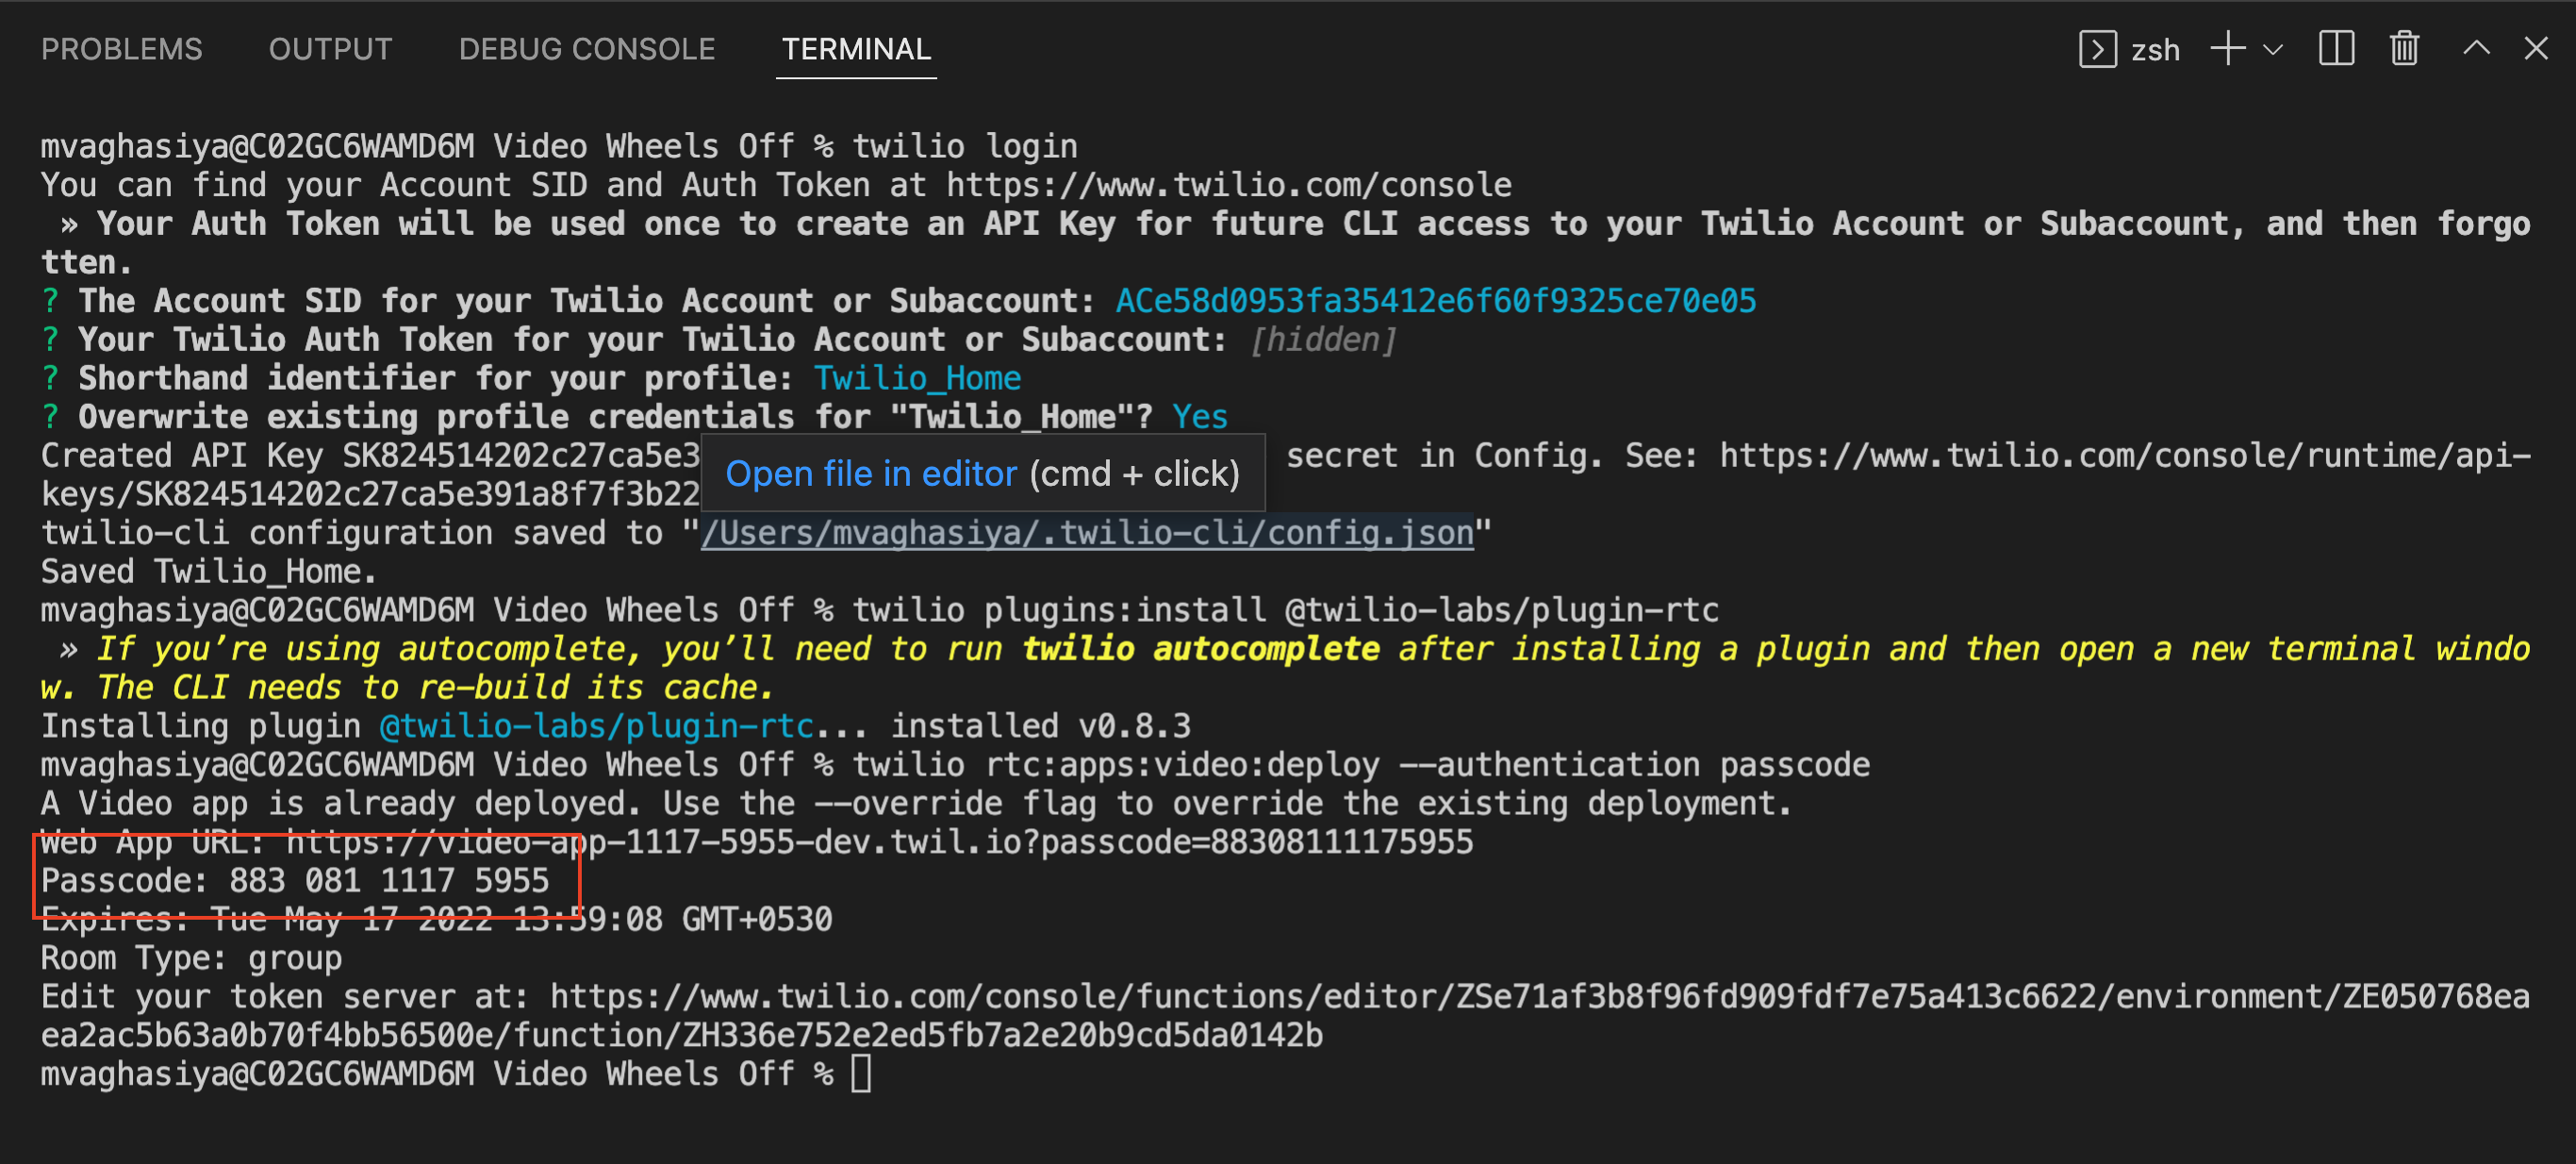 PROBLEMS OUTPUT DEBUG CONSOLE TERMINAL zsh
mvaghasiya@C02GC6WAMD6M Video Wheels Off % twilio login
You can find your Account SID and Auth Token at https://www.twilio.com/console
» Your Auth Token will be used once to create an API Key for future CLI access to your Twilio Account or Subaccount, and then forgo
tten.
? The Account SID for your Twilio Account or Subaccount: ACe58d0953fa35412e6f60f9325ce70e05
? Your Twilio Auth Token for your Twilio Account or Subaccount: [hidden]
? Shorthand identifier for your profile: Twilio_Home
? Overwrite existing profile credentials for "Twilio_Home"? Yes
Created API Key SK824514202c27ca5e3 secret in Config. See: https://www.twilio.com/console/runtime/api-
Open file in editor (cmd + click)
keys/SK824514202c27ca5e391a8f7f3b22
twilio-cli configuration saved to "/Users/mvaghasiya/.twilio-cli/config.json"
Saved Twilio_Home.
mvaghasiya@C02GC6WAMD6M Video Wheels Off % twilio plugins:install @twilio-labs/plugin-rtc
» If you’re using autocomplete, you’ll need to run twilio autocomplete after installing a plugin and then open a new terminal windo
w. The CLI needs to re-build its cache.
Installing plugin @twilio-labs/plugin-rtc... installed v0.8.3
mvaghasiya@C02GC6WAMD6M Video Wheels Off % twilio rtc:apps:video:deploy --authentication passcode
A Video app is already deployed. Use the --override flag to override the existing deployment.
Web App URL: https://video-app-1117-5955-dev.twil.io?passcode=88308111175955
Passcode: 883 081 1117 5955
Expires: Tue May 17 2022 13:59:08 GMT+0530
Room Type: group
Edit your token server at: https://www.twilio.com/console/functions/editor/ZSe71af3b8f96fd909fdf7e75a413c6622/environment/ZE050768ea
ea2ac5b63a0b70f4bb56500e/function/ZH336e752e2ed5fb7a2e20b9cd5da0142b
mvaghasiya@C02GC6WAMD6M Video Wheels Off %